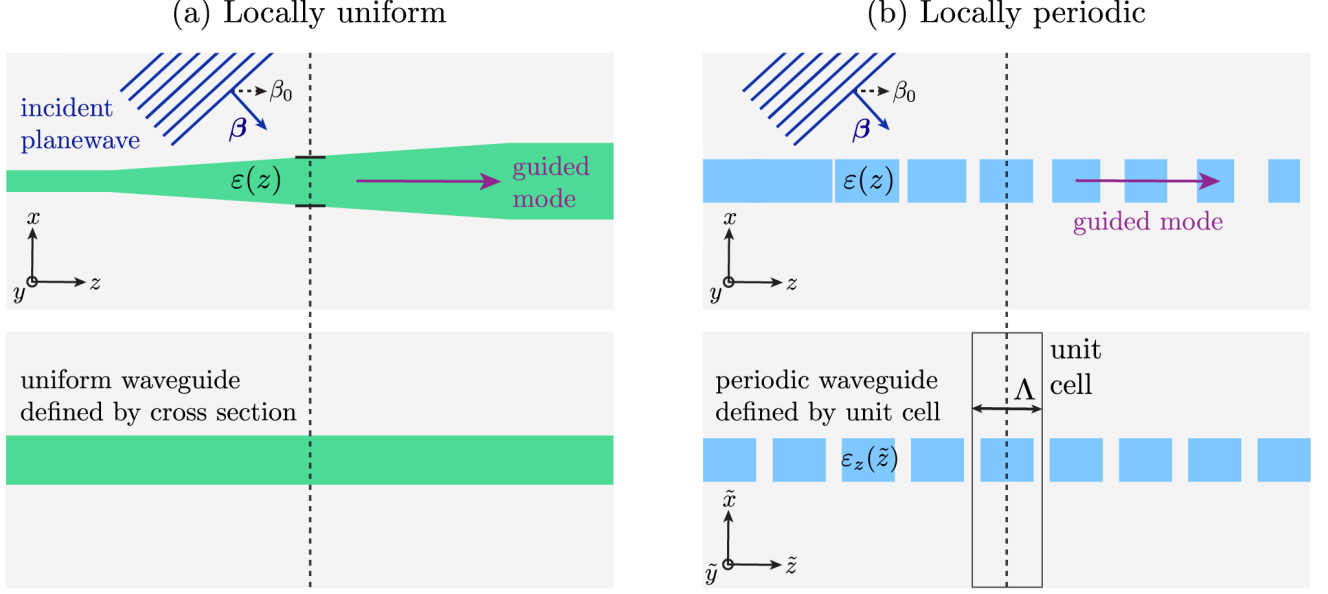 (a) Locally uniform
incident
planewave
β₀
β
ε(z)
guided
mode
x
y
z
uniform waveguide
defined by cross section
(b) Locally periodic
β₀
β
ε(z)
guided mode
x
y
z
unit
cell
periodic waveguide
defined by unit cell
Λ
ε_z(z̃)
x̃
ỹ
z̃